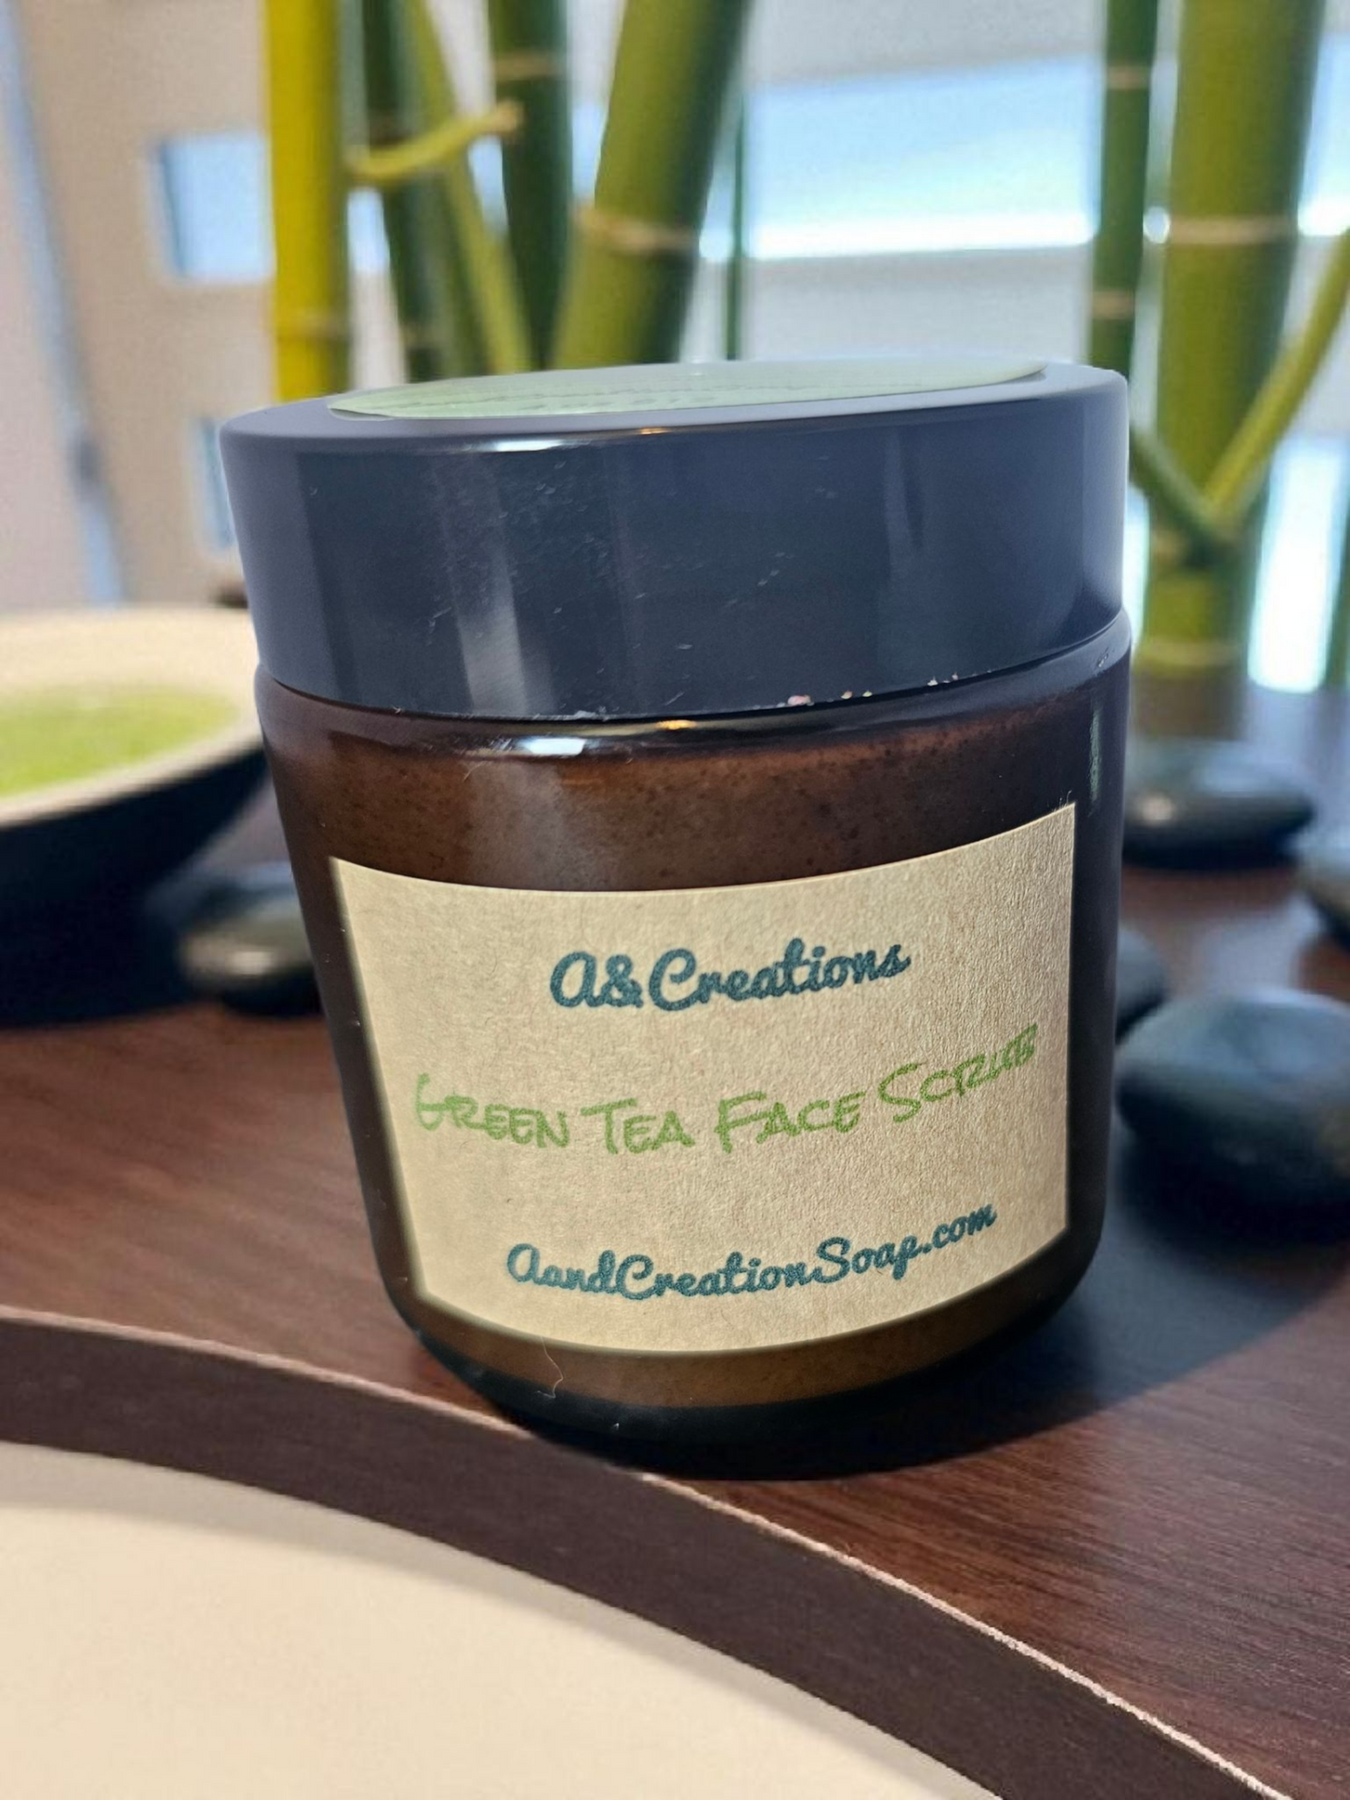 A&Creations
Green Tea Face Scrub
AandCreationSoap.com